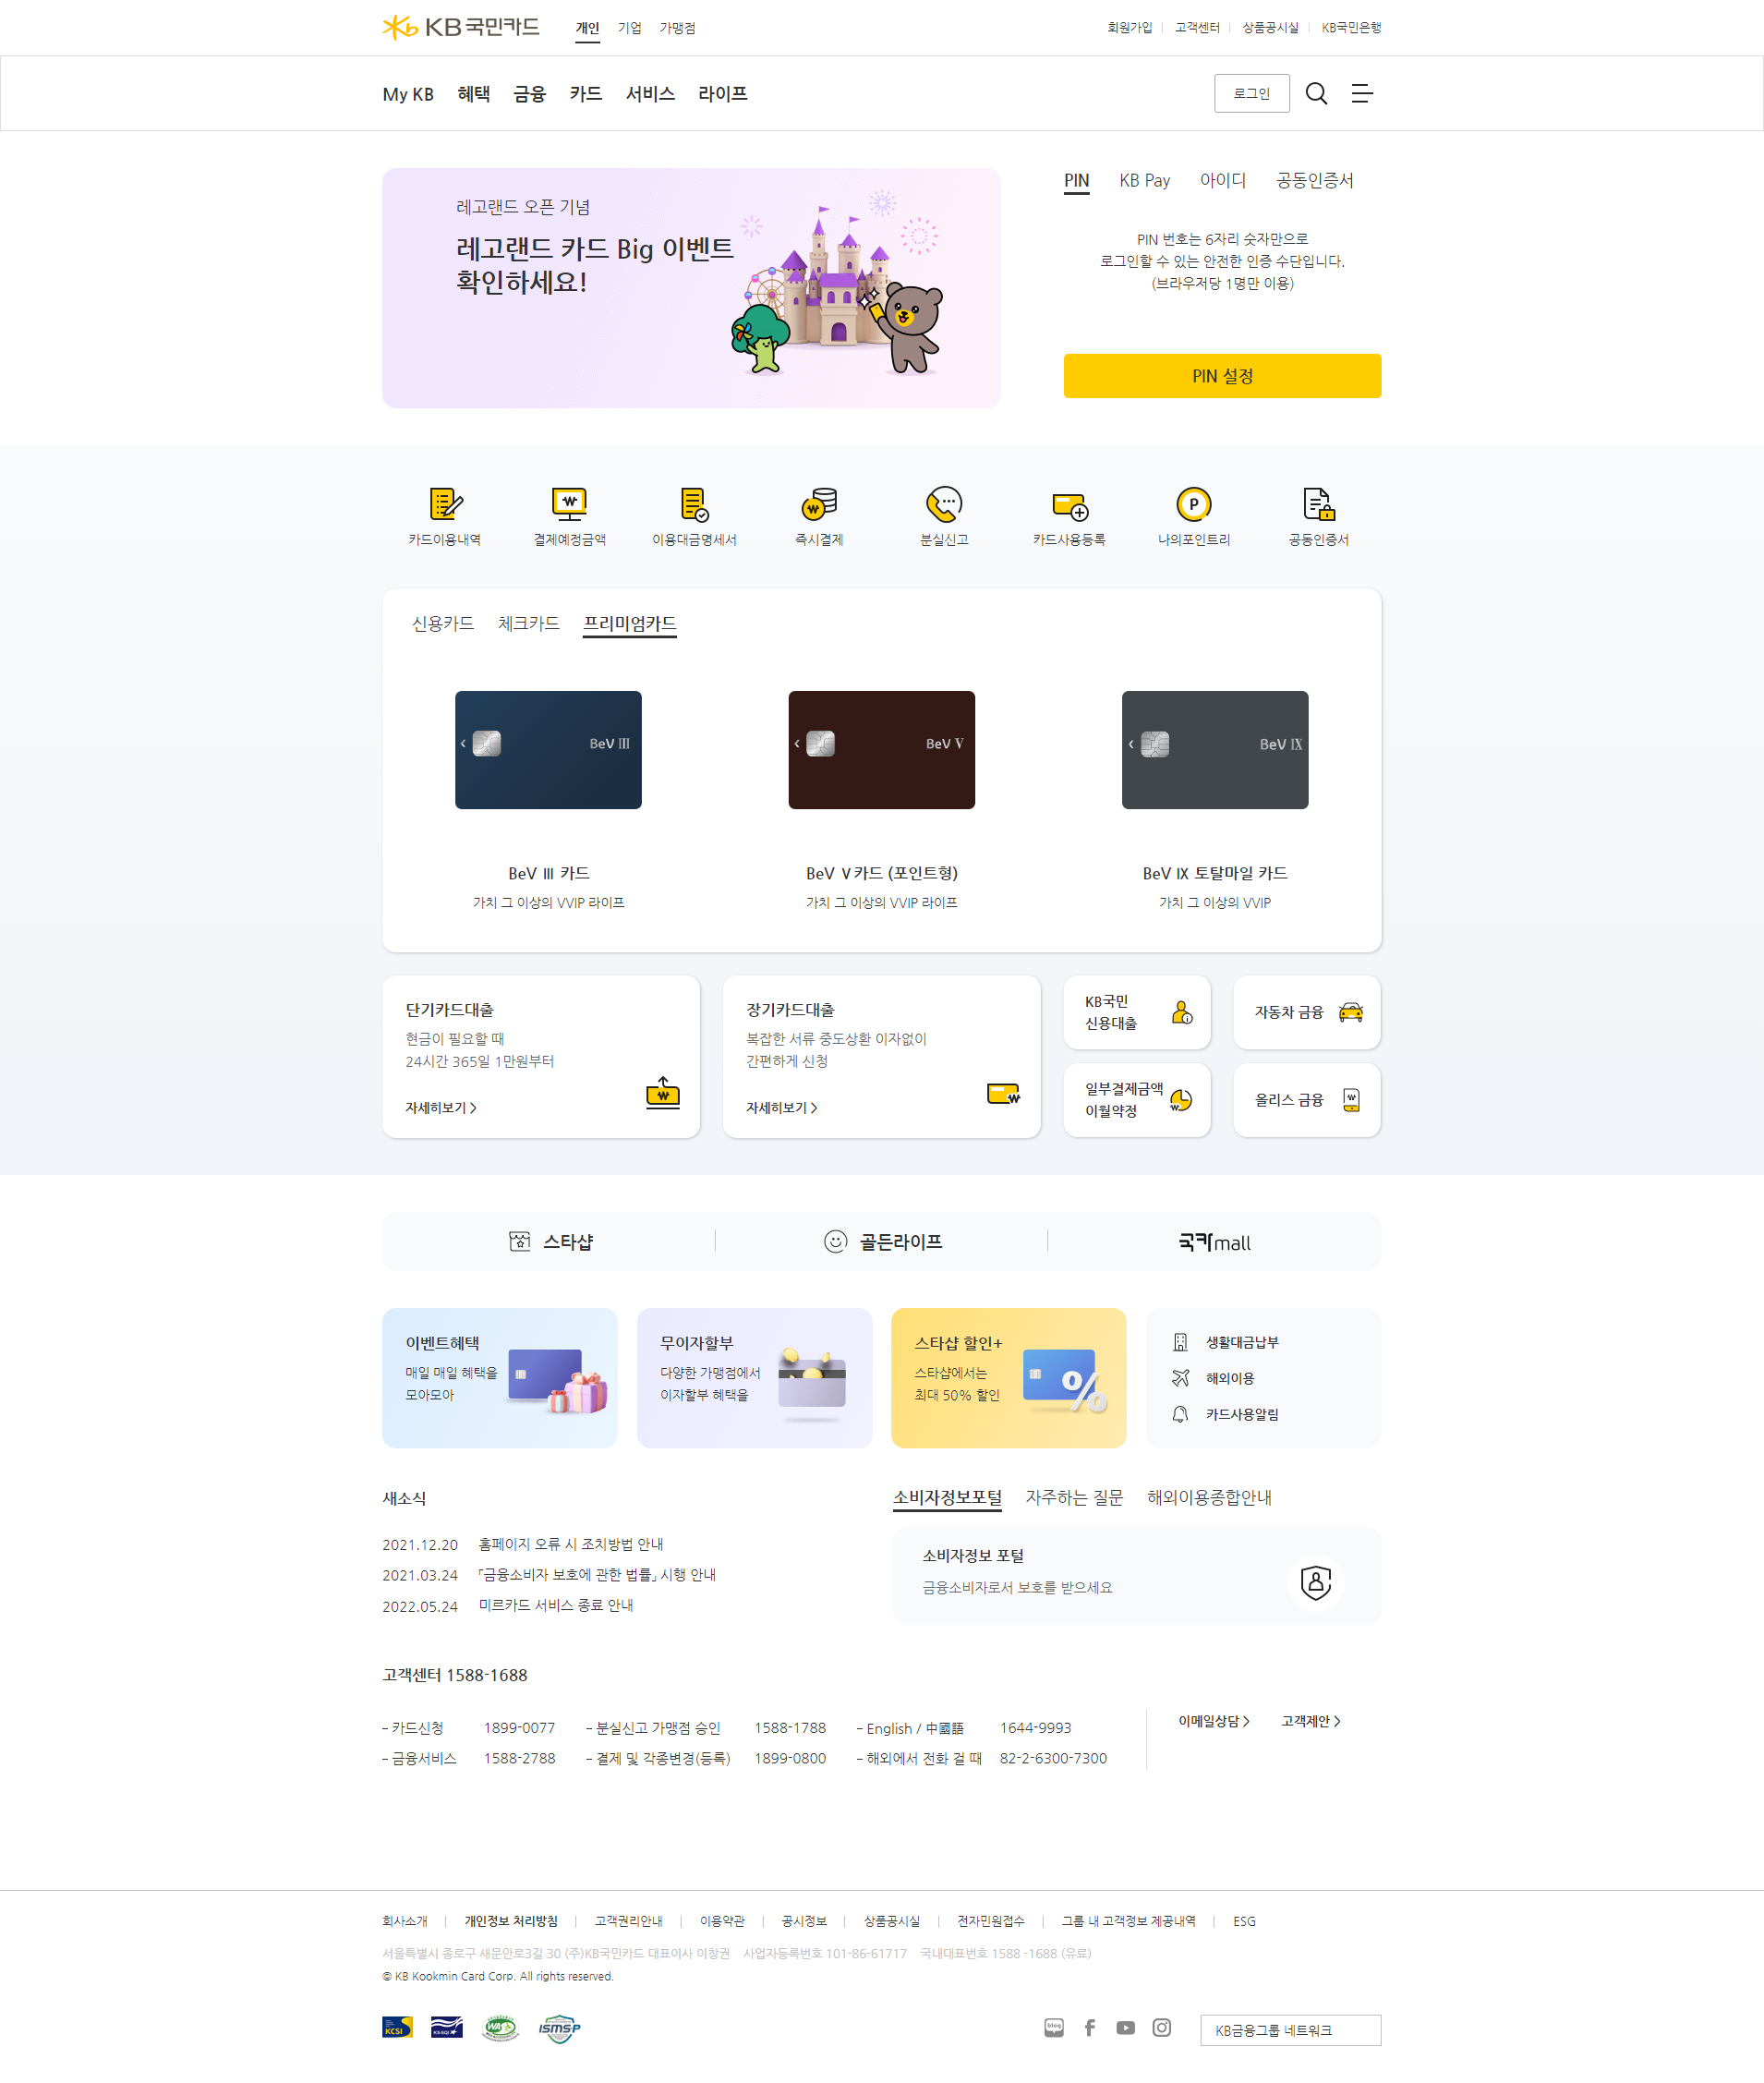 KB 국민카드 개인 기업 가맹점 회원가입 고객센터 상품공시실 KB국민은행
My KB 혜택 금융 카드 서비스 라이프 로그인
레고랜드 오픈 기념
레고랜드 카드 Big 이벤트
확인하세요!
PIN KB Pay 아이디 공동인증서
PIN 번호는 6자리 숫자만으로
로그인할 수 있는 안전한 인증 수단입니다.
(브라우저당 1명만 이용)
PIN 설정
카드이용내역 결제예정금액 이용대금명세서 즉시결제 분실신고 카드사용등록 나의포인트리 공동인증서
신용카드 체크카드 프리미엄카드
BeV III
BeV V
BeV IX
BeV Ⅲ 카드
가치 그 이상의 VVIP 라이프
BeV Ⅴ카드 (포인트형)
가치 그 이상의 VVIP 라이프
BeV Ⅸ 토탈마일 카드
가치 그 이상의 VVIP
단기카드대출
현금이 필요할 때
24시간 365일 1만원부터
자세히보기
장기카드대출
복잡한 서류 중도상환 이자없이
간편하게 신청
자세히보기
KB국민
신용대출
자동차 금융
일부결제금액
이월약정
올리스 금융
스타샵 골든라이프 국카mall
이벤트혜택
매일 매일 혜택을
모아모아
무이자할부
다양한 가맹점에서
이자할부 혜택을
스타샵 할인+
스타샵에서는
최대 50% 할인
%
생활대금납부
해외이용
카드사용알림
새소식
2021.12.20 홈페이지 오류 시 조치방법 안내
2021.03.24 「금융소비자 보호에 관한 법률」 시행 안내
2022.05.24 미르카드 서비스 종료 안내
소비자정보포털 자주하는 질문 해외이용종합안내
소비자정보 포털
금융소비자로서 보호를 받으세요
고객센터 1588-1688
– 카드신청 1899-0077 – 분실신고 가맹점 승인 1588-1788 – English / 中國語 1644-9993
– 금융서비스 1588-2788 – 결제 및 각종변경(등록) 1899-0800 – 해외에서 전화 걸 때 82-2-6300-7300
이메일상담 고객제안
회사소개 개인정보 처리방침 고객권리안내 이용약관 공시정보 상품공시실 전자민원접수 그룹 내 고객정보 제공내역 ESG
서울특별시 종로구 새문안로3길 30 (주)KB국민카드 대표이사 이창권 사업자등록번호 101-86-61717 국내대표번호 1588 -1688 (유료)
© KB Kookmin Card Corp. All rights reserved.
KCSI KS-SQI WA ISMS-P
blog
KB금융그룹 네트워크